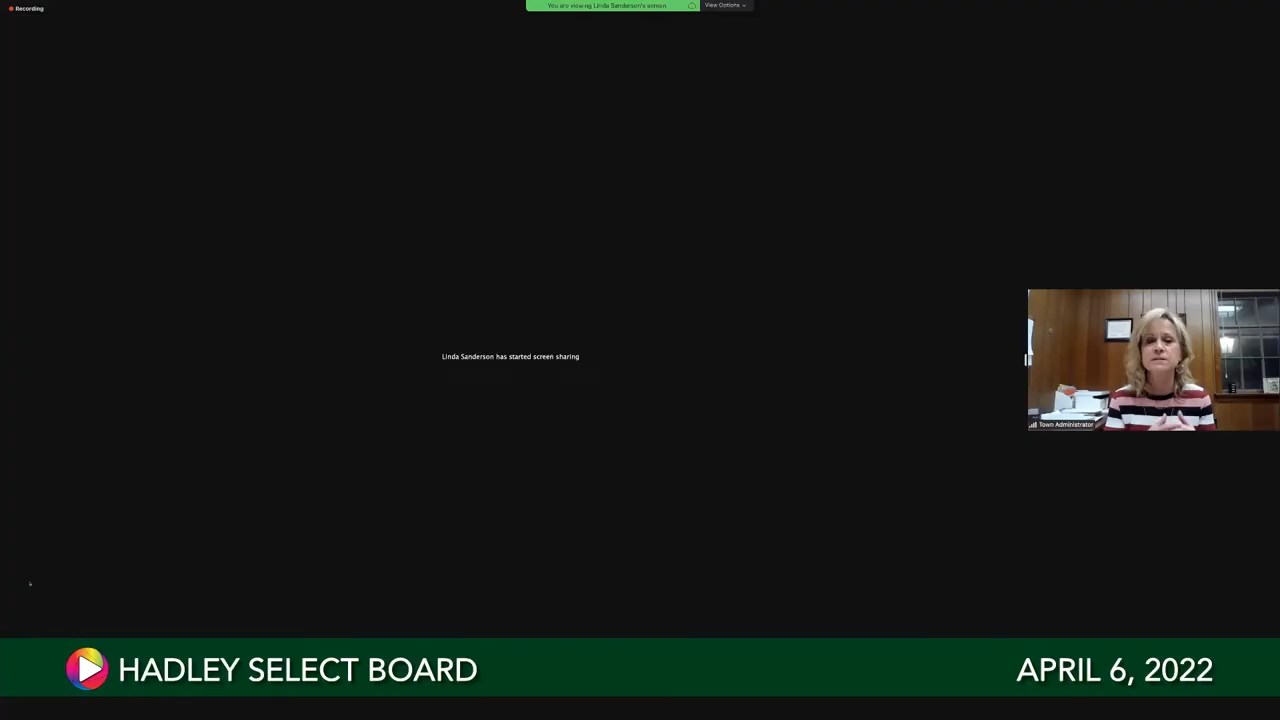 Recording
You are viewing Linda Sanderson's screen
View Options
Linda Sanderson has started screen sharing
Town Administrator
HADLEY SELECT BOARD
APRIL 6, 2022